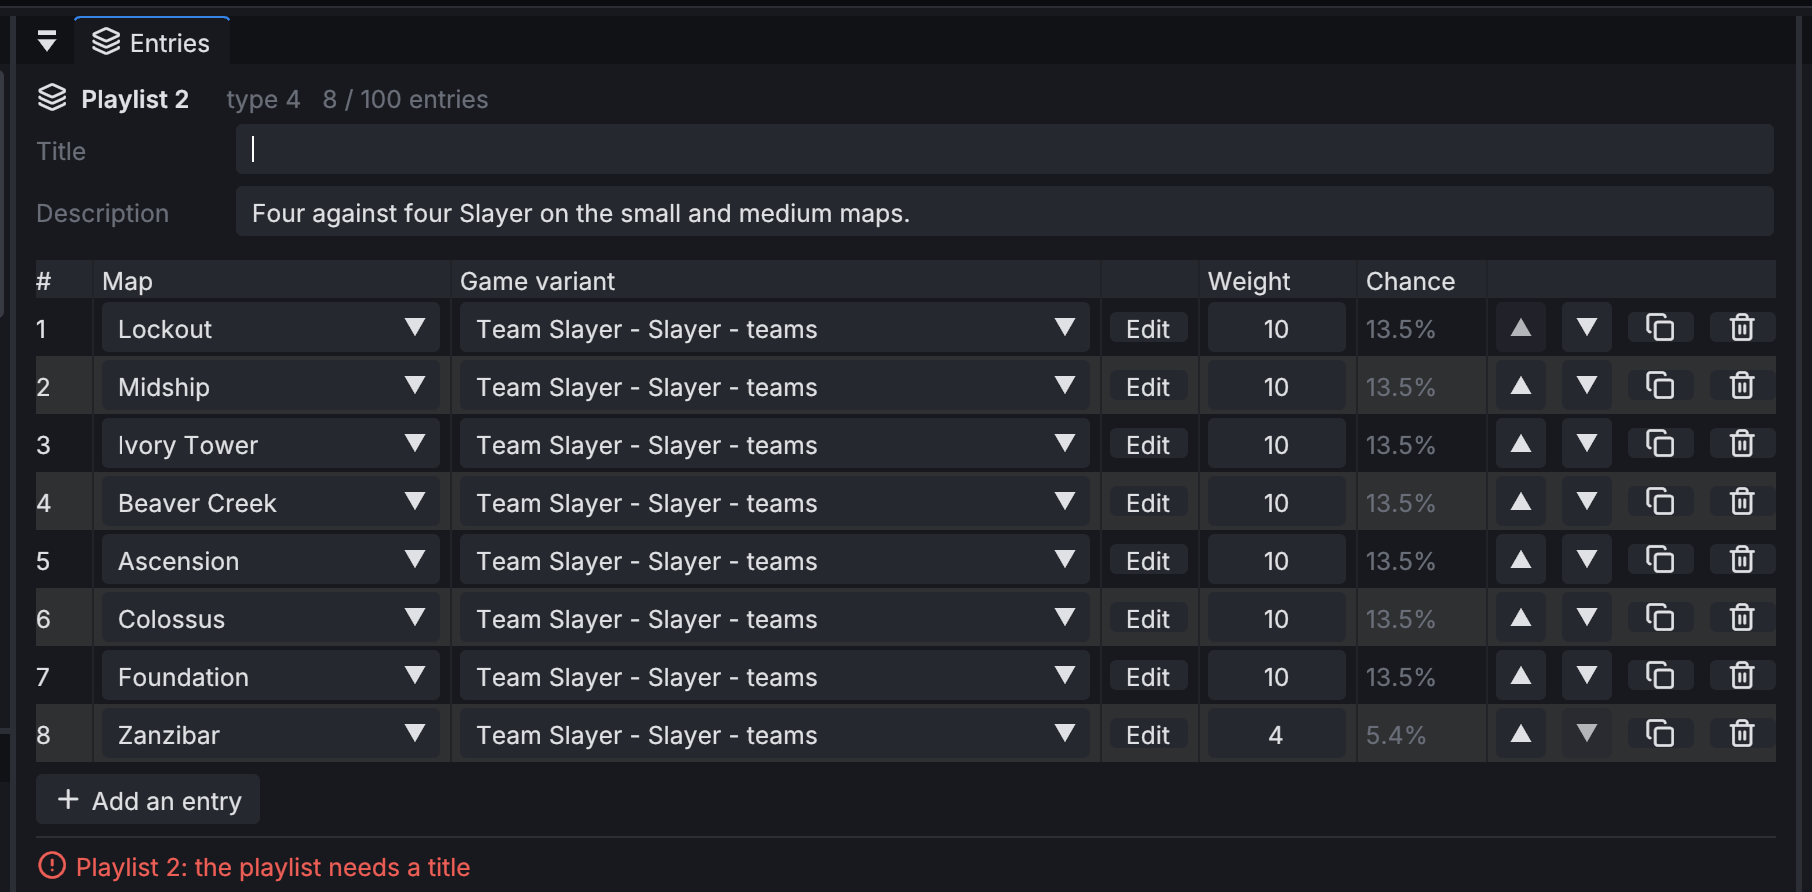 Entries
Playlist 2 type 4 8 / 100 entries
Title
Description Four against four Slayer on the small and medium maps.
# Map Game variant Weight Chance
1 Lockout Team Slayer - Slayer - teams Edit 10 13.5%
2 Midship Team Slayer - Slayer - teams Edit 10 13.5%
3 Ivory Tower Team Slayer - Slayer - teams Edit 10 13.5%
4 Beaver Creek Team Slayer - Slayer - teams Edit 10 13.5%
5 Ascension Team Slayer - Slayer - teams Edit 10 13.5%
6 Colossus Team Slayer - Slayer - teams Edit 10 13.5%
7 Foundation Team Slayer - Slayer - teams Edit 10 13.5%
8 Zanzibar Team Slayer - Slayer - teams Edit 4 5.4%
+ Add an entry
Playlist 2: the playlist needs a title